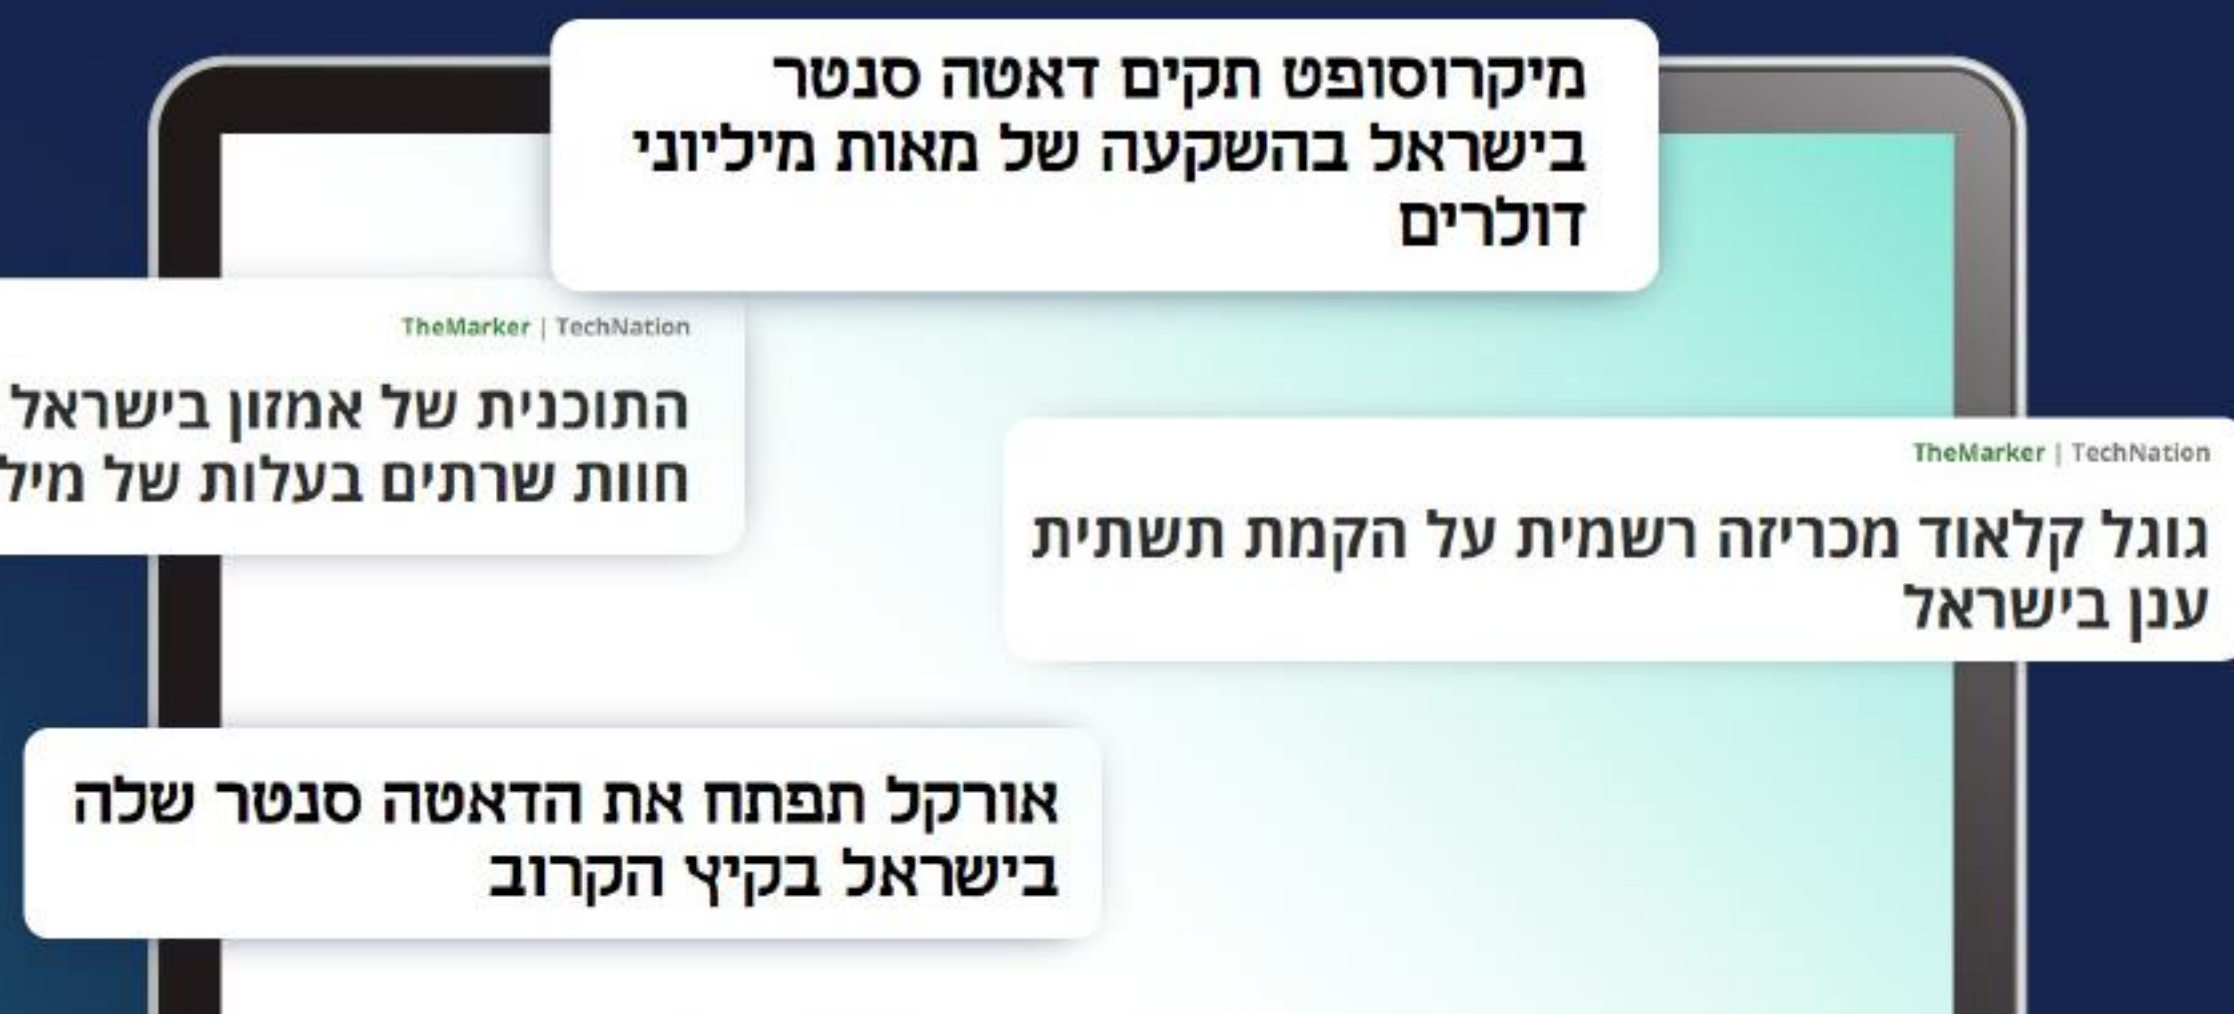 מיקרוסופט תקים דאטה סנטר
בישראל בהשקעה של מאות מיליוני
דולרים
TheMarker | TechNation
התוכנית של אמזון בישראל
חוות שרתים בעלות של
TheMarker | TechNation
גוגל קלאוד מכריזה רשמית על הקמת תשתית
ענן בישראל
אורקל תפתח את הדאטה סנטר שלה
בישראל בקיץ הקרוב